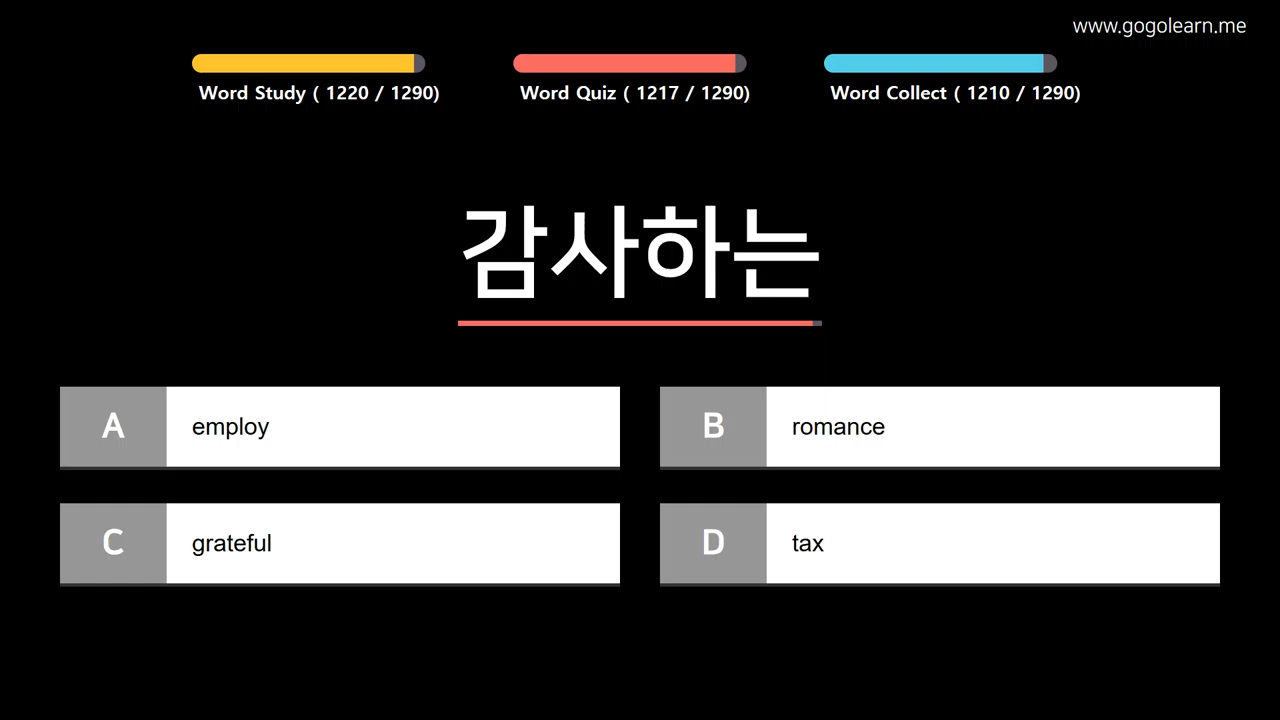 www.gogolearn.me
Word Study ( 1220 / 1290)
Word Quiz ( 1217 / 1290)
Word Collect ( 1210 / 1290)
감사하는
A employ
B romance
C grateful
D tax